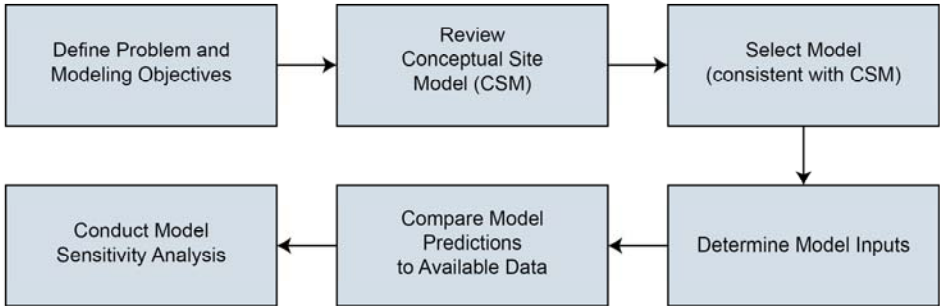 Define Problem and
Modeling Objectives
Review
Conceptual Site
Model (CSM)
Select Model
(consistent with CSM)
Determine Model Inputs
Compare Model
Predictions
to Available Data
Conduct Model
Sensitivity Analysis